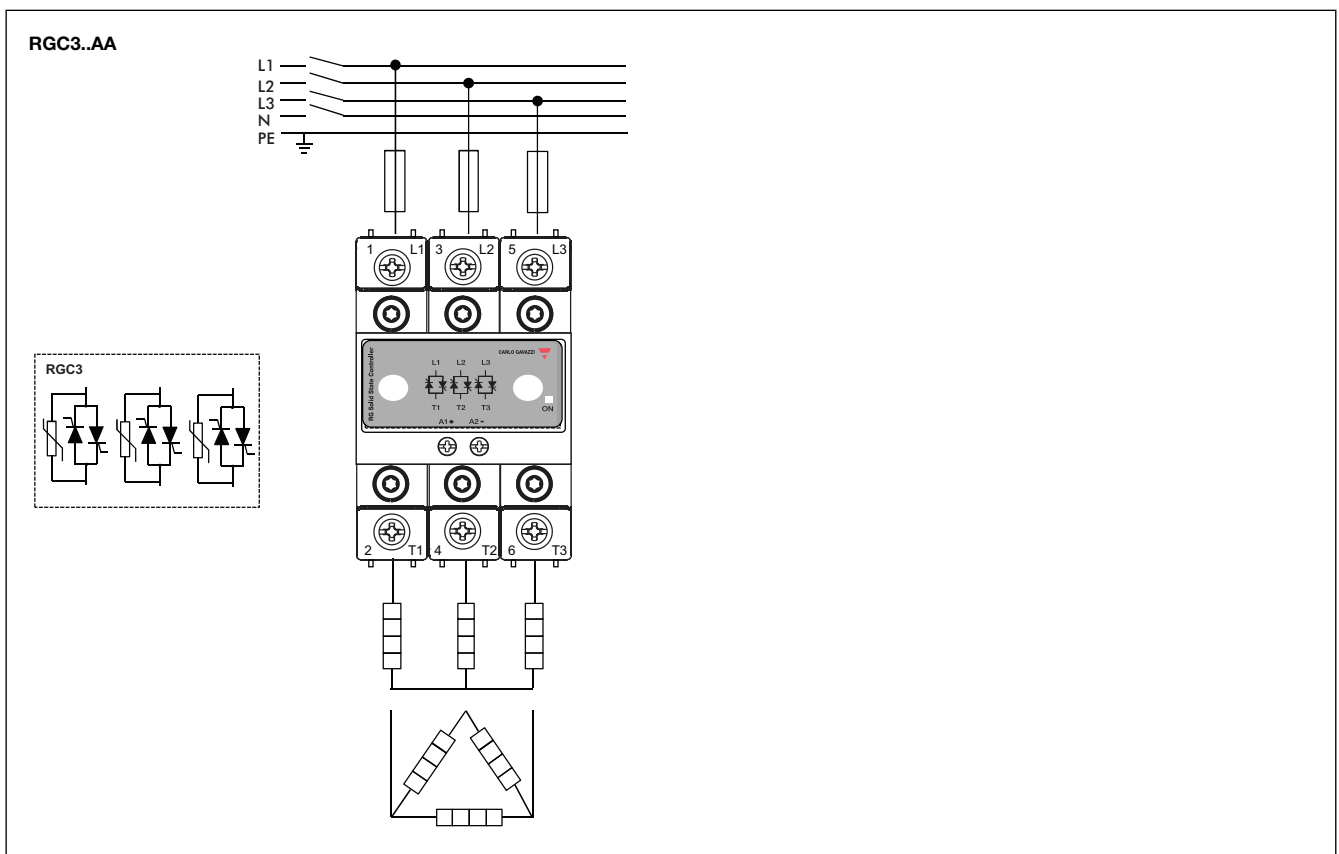 RGC3..AA
L1
L2
L3
N
PE
1 L1 3 L2 5 L3
RG Solid State Controller
CARLO GAVAZZI
L1 L2 L3
T1 T2 T3
ON
A1+ A2-
RGC3
2 T1 4 T2 6 T3